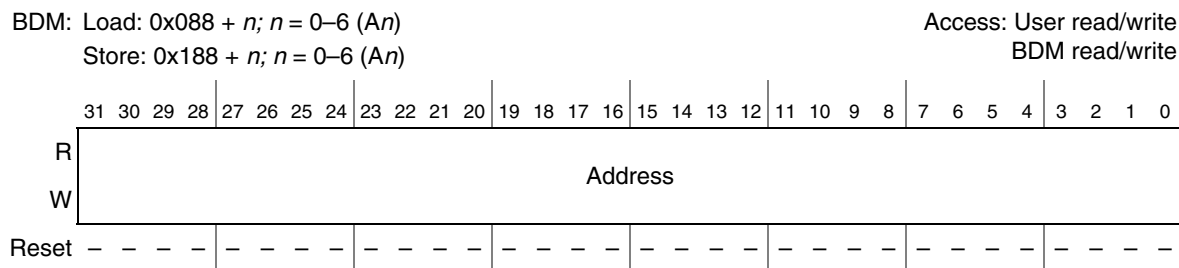 BDM: Load: 0x088 + n; n = 0–6 (An) Access: User read/write
Store: 0x188 + n; n = 0–6 (An) BDM read/write
31 30 29 28 27 26 25 24 23 22 21 20 19 18 17 16 15 14 13 12 11 10 9 8 7 6 5 4 3 2 1 0
R
Address
W
Reset – – – – – – – – – – – – – – – – – – – – – – – – – – – – – – – –